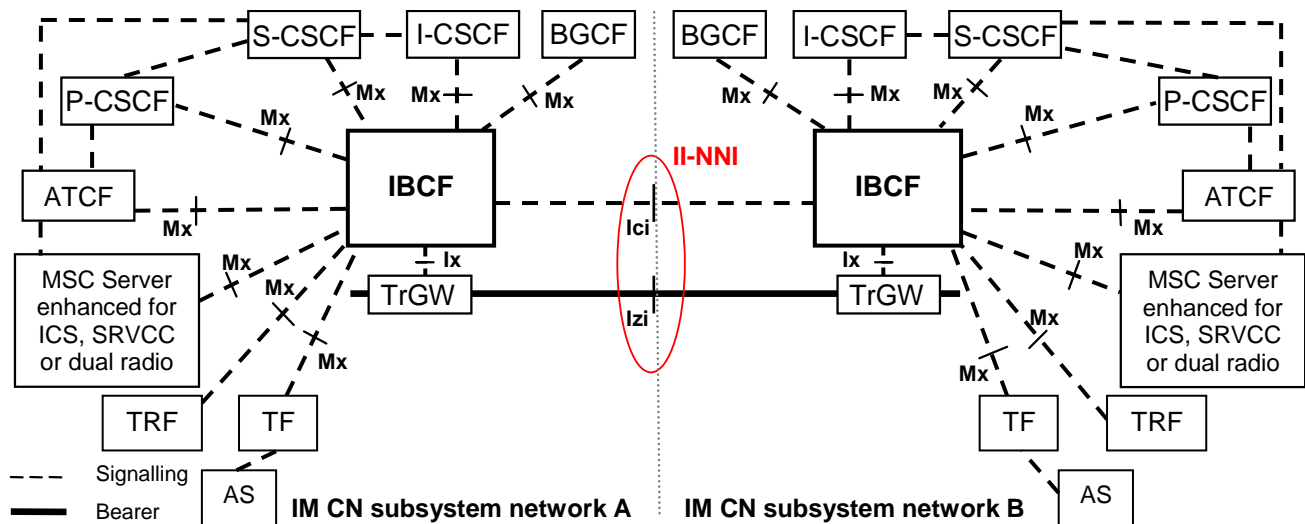 S-CSCF
I-CSCF
BGCF
BGCF
I-CSCF
S-CSCF
P-CSCF
Mx
Mx
Mx
Mx
Mx
Mx
Mx
P-CSCF
Mx
II-NNI
IBCF
IBCF
ATCF
Mx
Ici
Mx
ATCF
MSC Server
enhanced for
ICS, SRVCC
or dual radio
Mx
Mx
Mx
Ix
TrGW
Izi
Ix
TrGW
Mx
Mx
Mx
MSC Server
enhanced for
ICS, SRVCC
or dual radio
TRF
TF
TF
TRF
Signalling
Bearer
AS
IM CN subsystem network A
IM CN subsystem network B
AS